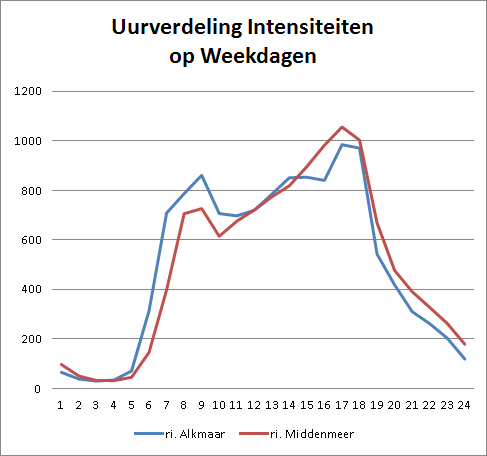 Uurverdeling Intensiteiten
op Weekdagen
1200
1000
800
600
400
200
0
1 2 3 4 5 6 7 8 9 10 11 12 13 14 15 16 17 18 19 20 21 22 23 24
ri. Alkmaar ri. Middenmeer